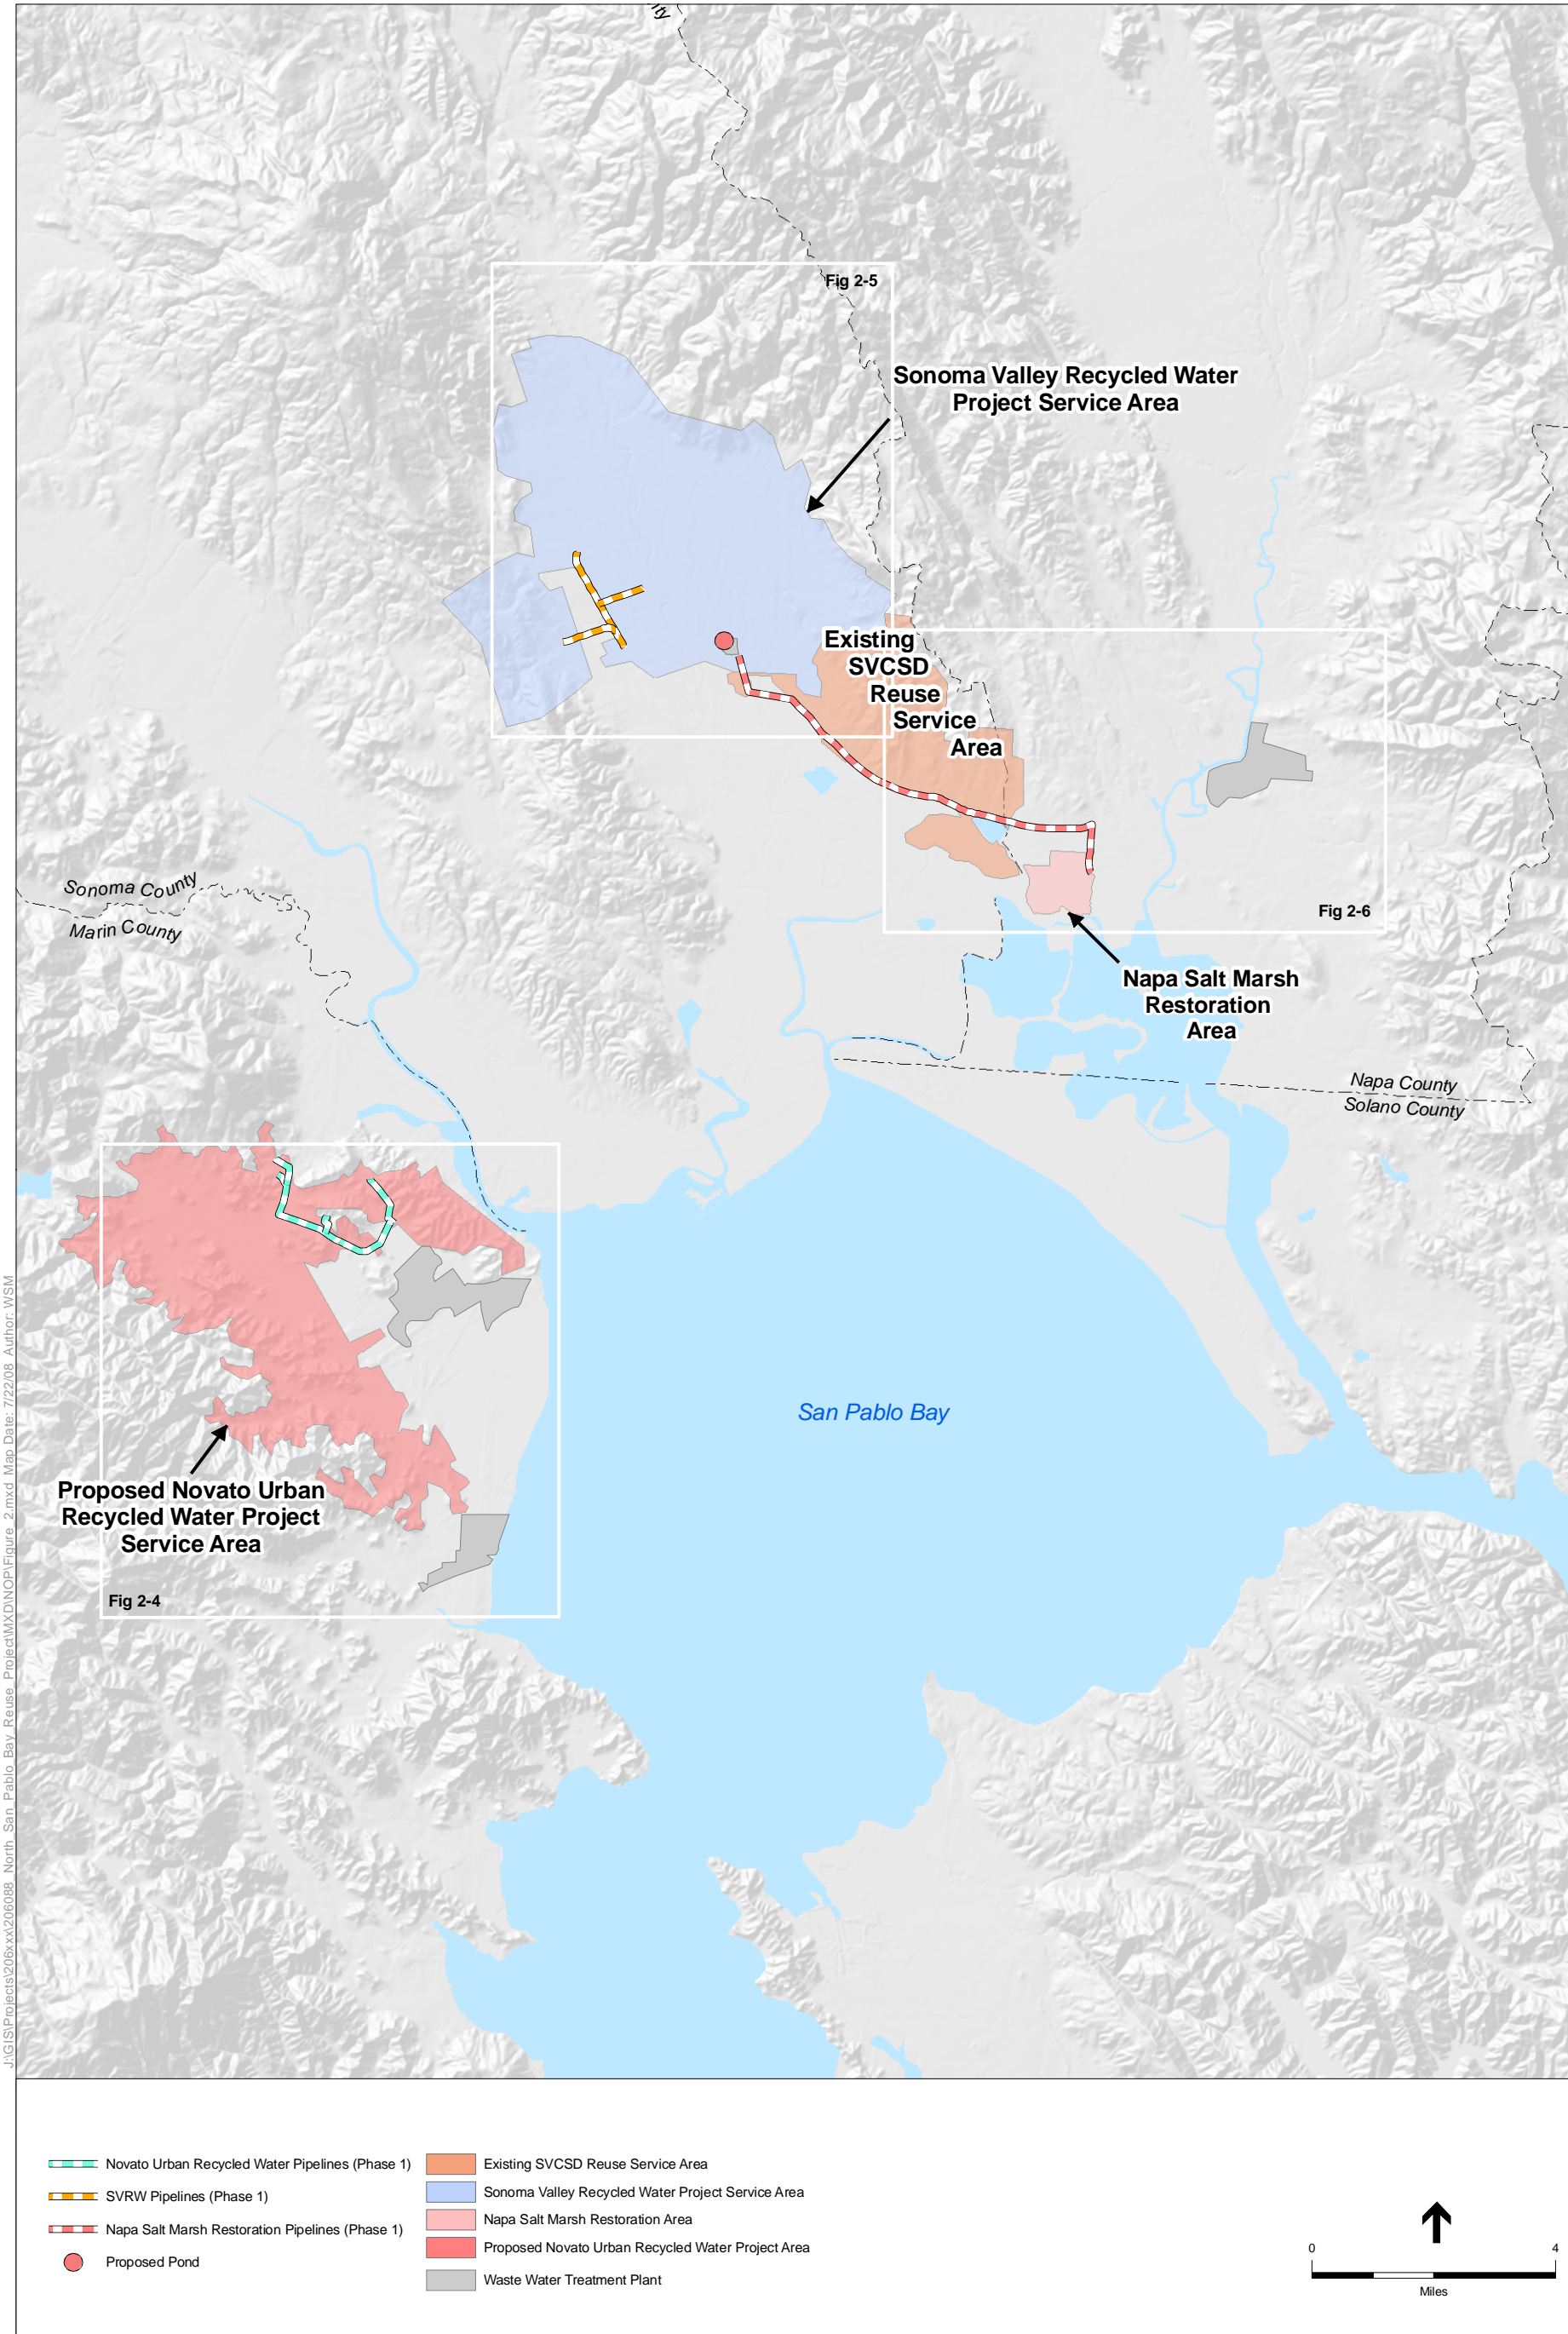 ity
Fig 2-5
Sonoma Valley Recycled Water
Project Service Area
Existing
SVCSD
Reuse
Service
Area
Fig 2-6
Sonoma County
Marin County
Napa Salt Marsh
Restoration
Area
Napa County
Solano County
San Pablo Bay
Proposed Novato Urban
Recycled Water Project
Service Area
Fig 2-4
J:\GIS\Projects\206xxx\206088_North_San_Pablo_Bay_Reuse_Project\MXD\NOP\Figure_2.mxd Map Date: 7/22/08 Author: WSM
Novato Urban Recycled Water Pipelines (Phase 1)
SVRW Pipelines (Phase 1)
Napa Salt Marsh Restoration Pipelines (Phase 1)
Proposed Pond
Existing SVCSD Reuse Service Area
Sonoma Valley Recycled Water Project Service Area
Napa Salt Marsh Restoration Area
Proposed Novato Urban Recycled Water Project Area
Waste Water Treatment Plant
0 4
Miles